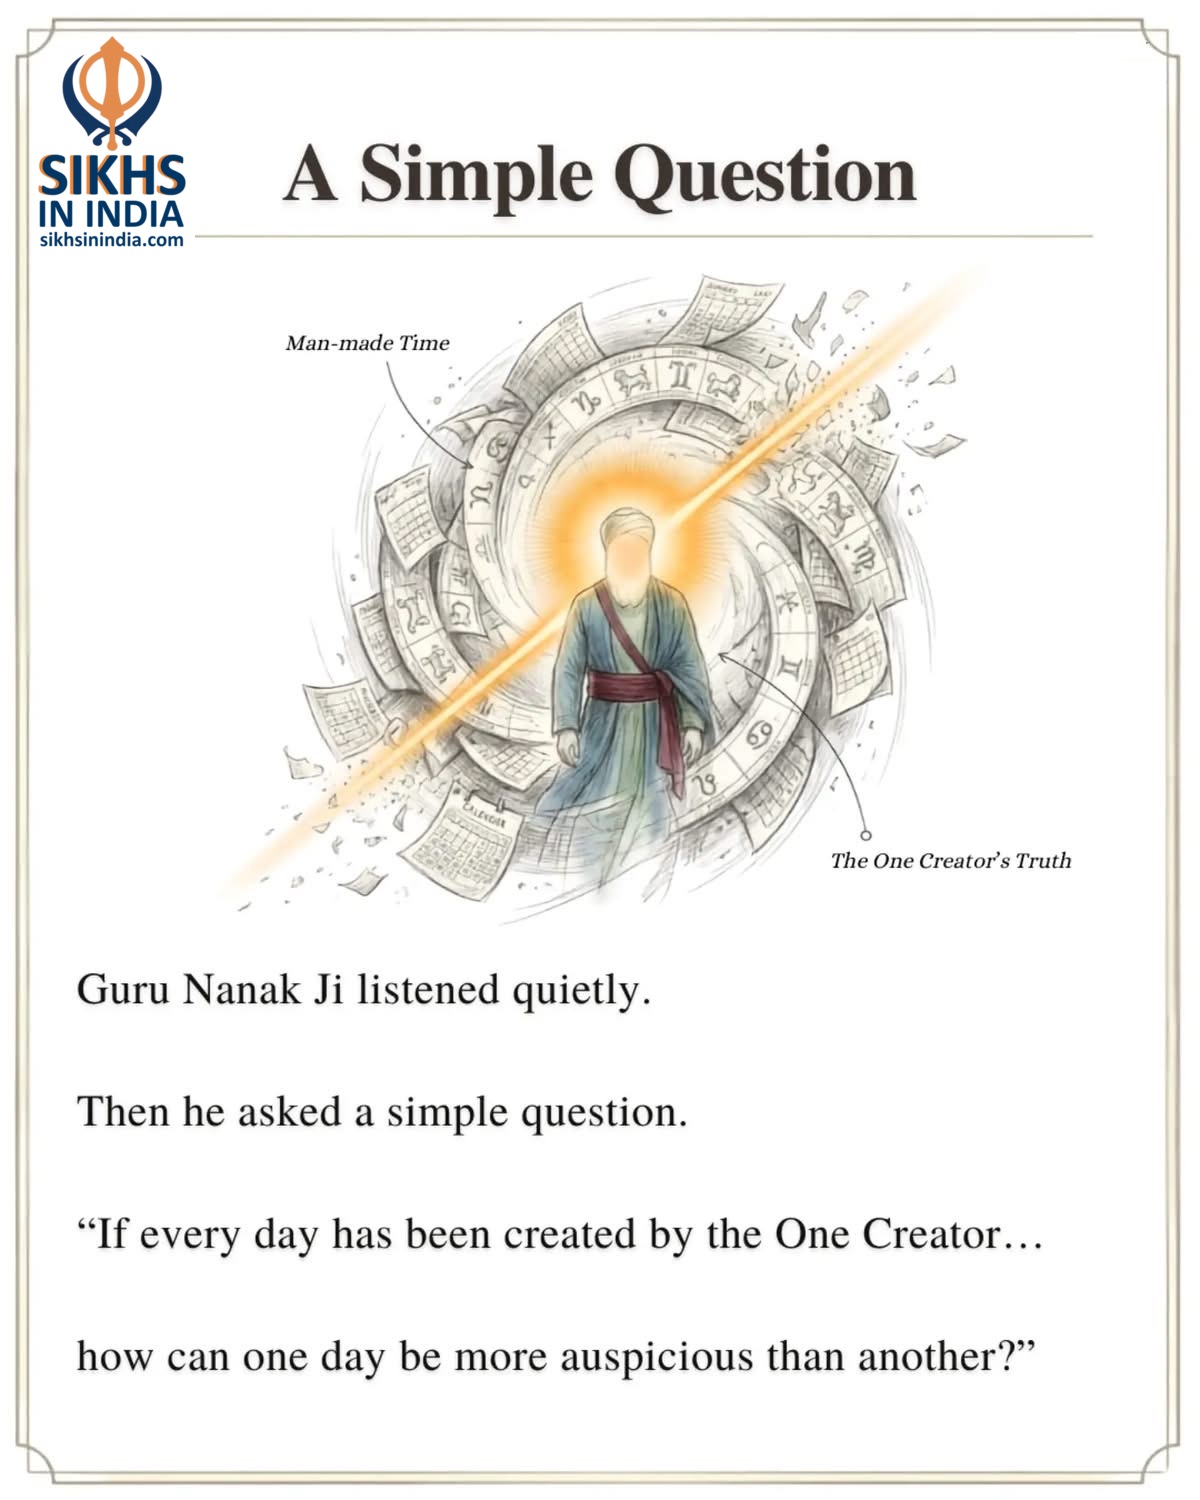 SIKHS
IN INDIA
sikhsinindia.com
A Simple Question
Man-made Time
CALENDER
The One Creator's Truth
Guru Nanak Ji listened quietly.
Then he asked a simple question.
“If every day has been created by the One Creator…
how can one day be more auspicious than another?”